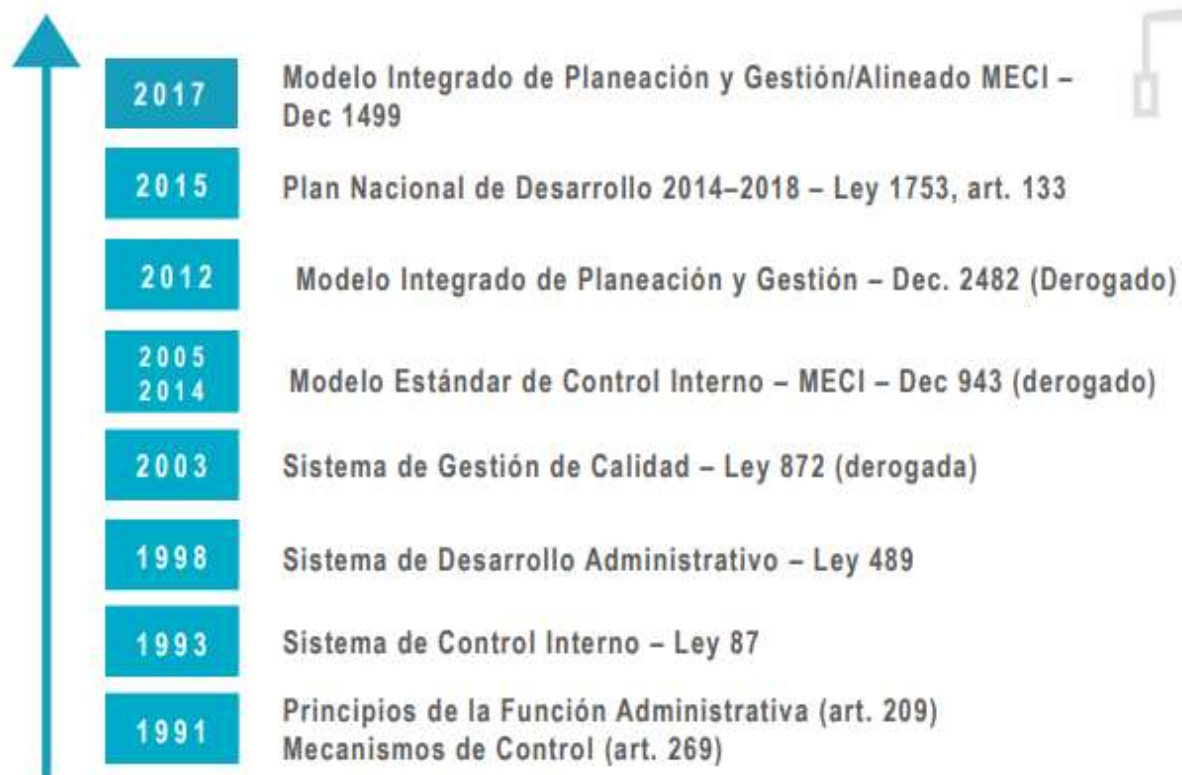 2017
Modelo Integrado de Planeación y Gestión/Alineado MECI –
Dec 1499
2015
Plan Nacional de Desarrollo 2014–2018 – Ley 1753, art. 133
2012
Modelo Integrado de Planeación y Gestión – Dec. 2482 (Derogado)
2005
2014
Modelo Estándar de Control Interno – MECI – Dec 943 (derogado)
2003
Sistema de Gestión de Calidad – Ley 872 (derogada)
1998
Sistema de Desarrollo Administrativo – Ley 489
1993
Sistema de Control Interno – Ley 87
1991
Principios de la Función Administrativa (art. 209)
Mecanismos de Control (art. 269)